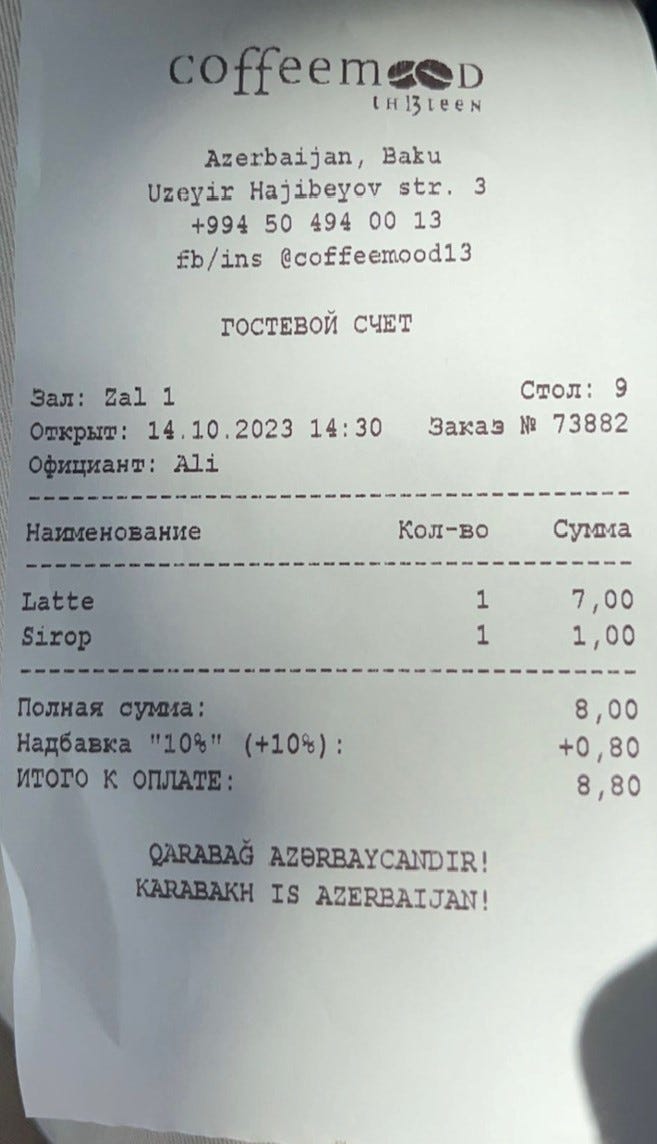 coffeemOOD
th13teen
Azerbaijan, Baku
Uzeyir Hajibeyov str. 3
+994 50 494 00 13
fb/ins @coffeemood13
ГОСТЕВОЙ СЧЕТ
Зал: Zal 1 Стол: 9
Открыт: 14.10.2023 14:30 Заказ № 73882
Официант: Ali
Наименование Кол-во Сумма
Latte 1 7,00
Sirop 1 1,00
Полная сумма: 8,00
Надбавка "10%" (+10%): +0,80
ИТОГО К ОПЛАТЕ: 8,80
QARABAĞ AZƏRBAYCANDIR!
KARABAKH IS AZERBAIJAN!